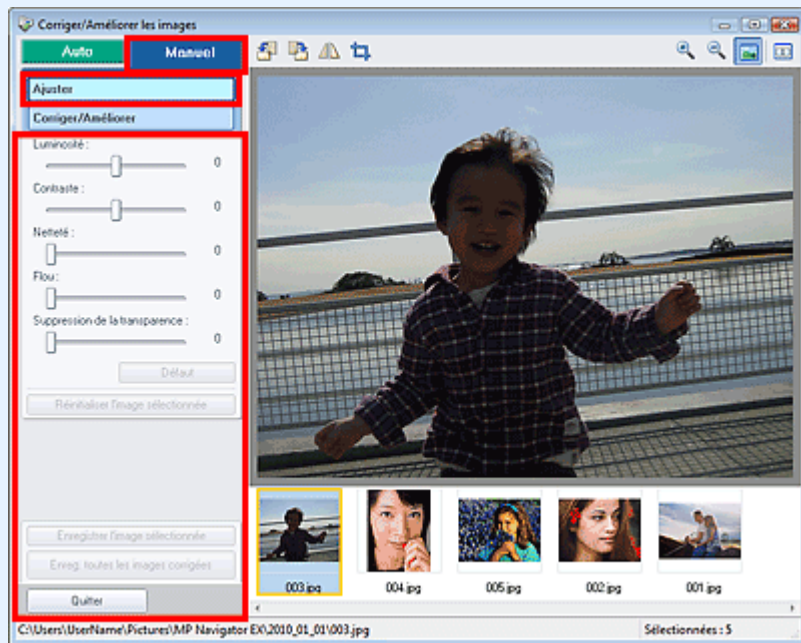 Corriger/Améliorer les images
Auto Manuel
Ajuster
Corriger/Améliorer
Luminosité :
0
Contraste :
0
Netteté :
0
Flou :
0
Suppression de la transparence :
0
Défaut
Réinitialiser l'image sélectionnée
Enregistrer l'image sélectionnée
Enreg. toutes les images corrigées
Quitter
003.jpg 004.jpg 005.jpg 002.jpg 001.jpg
C:\Users\UserName\Pictures\MP Navigator EX\2010_01_01\003.jpg Sélectionnées : 5